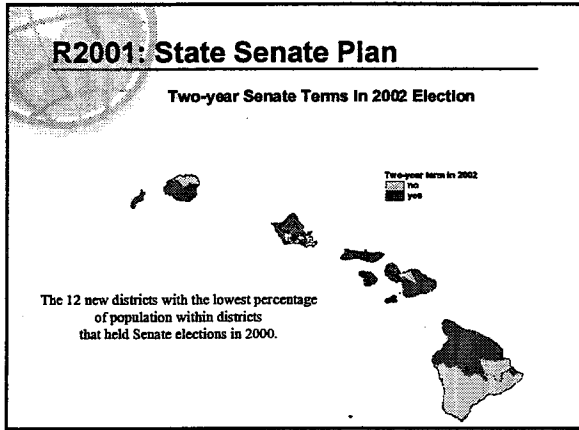 R2001: State Senate Plan
Two-year Senate Terms in 2002 Election
Two-year term in 2002
no
yes
The 12 new districts with the lowest percentage
of population within districts
that held Senate elections in 2000.